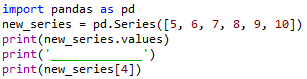 import pandas as pd
new_series = pd.Series([5, 6, 7, 8, 9, 10])
print(new_series.values)
print('_____________')
print(new_series[4])